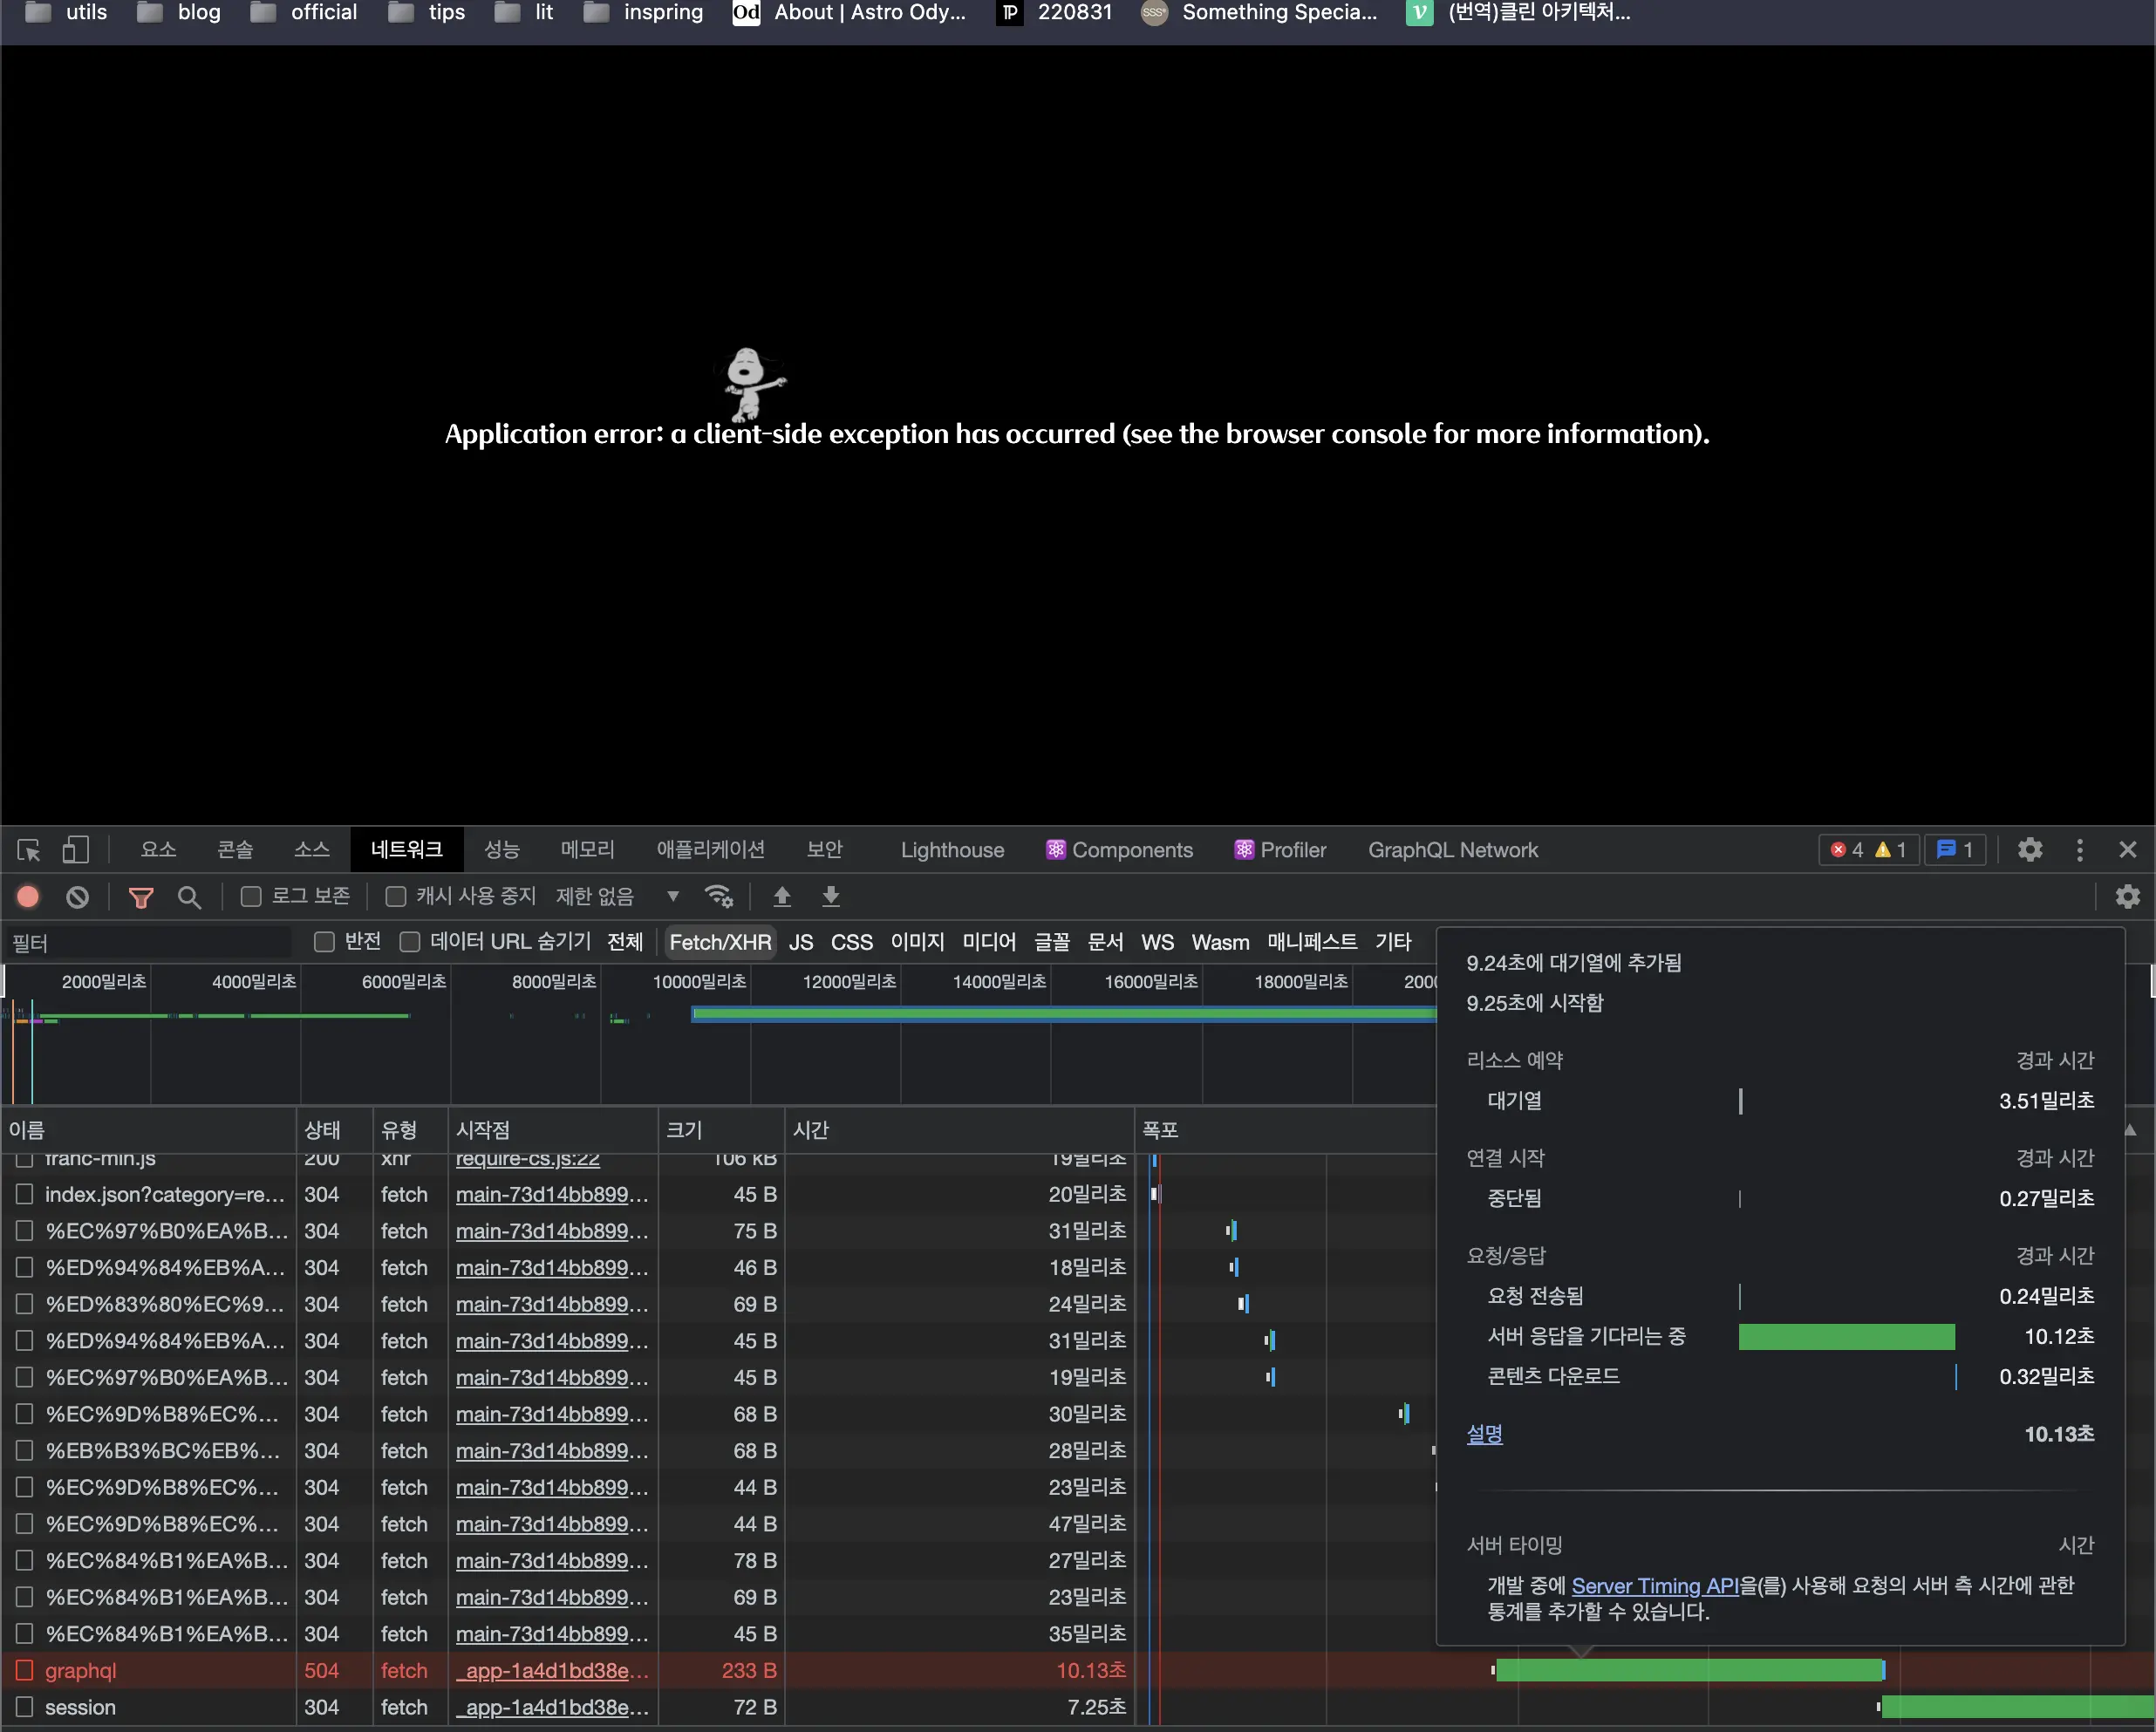 utils blog official tips lit inspring Od About | Astro Ody... TP 220831 SSS* Something Specia... v (번역)클린 아키텍처...
Application error: a client-side exception has occurred (see the browser console for more information).
요소 콘솔 소스 네트워크 성능 메모리 애플리케이션 보안 Lighthouse Components Profiler GraphQL Network 4 1 1
로그 보존 캐시 사용 중지 제한 없음
필터 반전 데이터 URL 숨기기 전체 Fetch/XHR JS CSS 이미지 미디어 글꼴 문서 WS Wasm 매니페스트 기타
2000밀리초 4000밀리초 6000밀리초 8000밀리초 10000밀리초 12000밀리초 14000밀리초 16000밀리초 18000밀리초 2000
이름 상태 유형 시작점 크기 시간 폭포
franc-min.js 200 xhr require-cs.js:22 106 kB 19밀리초
index.json?category=re... 304 fetch main-73d14bb899... 45 B 20밀리초
%EC%97%B0%EA%B... 304 fetch main-73d14bb899... 75 B 31밀리초
%ED%94%84%EB%A... 304 fetch main-73d14bb899... 46 B 18밀리초
%ED%83%80%EC%9... 304 fetch main-73d14bb899... 69 B 24밀리초
%ED%94%84%EB%A... 304 fetch main-73d14bb899... 45 B 31밀리초
%EC%97%B0%EA%B... 304 fetch main-73d14bb899... 45 B 19밀리초
%EC%9D%B8%EC%... 304 fetch main-73d14bb899... 68 B 30밀리초
%EB%B3%BC%EB%... 304 fetch main-73d14bb899... 68 B 28밀리초
%EC%9D%B8%EC%... 304 fetch main-73d14bb899... 44 B 23밀리초
%EC%9D%B8%EC%... 304 fetch main-73d14bb899... 44 B 47밀리초
%EC%84%B1%EA%B... 304 fetch main-73d14bb899... 78 B 27밀리초
%EC%84%B1%EA%B... 304 fetch main-73d14bb899... 69 B 23밀리초
%EC%84%B1%EA%B... 304 fetch main-73d14bb899... 45 B 35밀리초
graphql 504 fetch _app-1a4d1bd38e... 233 B 10.13초
session 304 fetch _app-1a4d1bd38e... 72 B 7.25초
9.24초에 대기열에 추가됨
9.25초에 시작함
리소스 예약 경과 시간
대기열 3.51밀리초
연결 시작 경과 시간
중단됨 0.27밀리초
요청/응답 경과 시간
요청 전송됨 0.24밀리초
서버 응답을 기다리는 중 10.12초
콘텐츠 다운로드 0.32밀리초
설명 10.13초
서버 타이밍 시간
개발 중에 Server Timing API을(를) 사용해 요청의 서버 측 시간에 관한
통계를 추가할 수 있습니다.